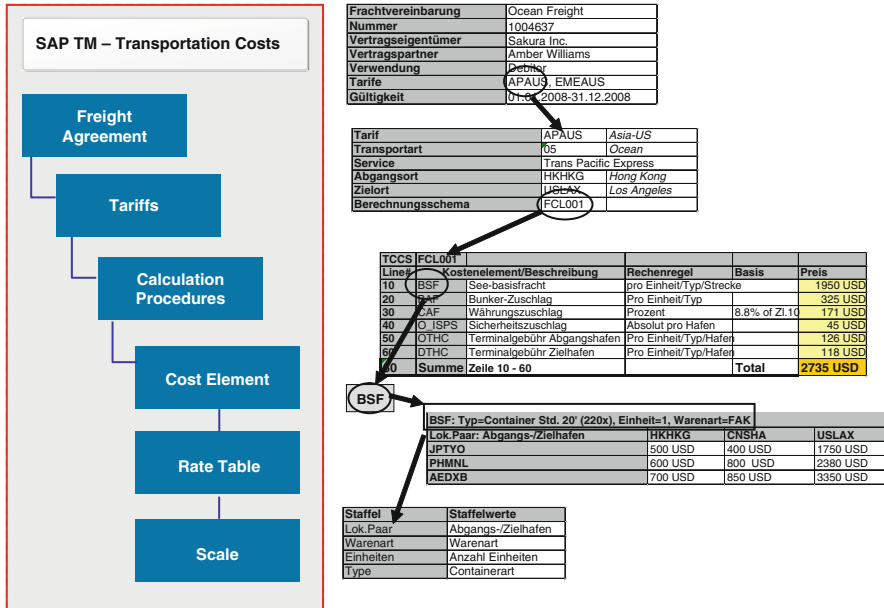 SAP TM – Transportation Costs
Freight
Agreement
Tariffs
Calculation
Procedures
Cost Element
Rate Table
Scale
Frachtvereinbarung Ocean Freight
Nummer 1004637
Vertragseigentümer Sakura Inc.
Vertragspartner Amber Williams
Verwendung Debitor
Tarife APAUS, EMEAUS
Gültigkeit 2008-31.12.2008
Tarif APAUS Asia-US
Transportart 05 Ocean
Service Trans Pacific Express
Abgangsort HKHKG Hong Kong
Zielort USLAX Los Angeles
Berechnungsschema FCL001
TCCS FCL001
Line# Kostenelement/Beschreibung Rechenregel Basis Preis
10 BSF See-basisfracht pro Einheit/Typ/Strecke 1950 USD
20 BAF Bunker-Zuschlag Pro Einheit/Typ 325 USD
30 CAF Währungszuschlag Prozent 8.8% of Zl.10 171 USD
40 O_ISPS Sicherheitszuschlag Absolut pro Hafen 45 USD
50 OTHC Terminalgebühr Abgangshafen Pro Einheit/Typ/Hafen 126 USD
60 DTHC Terminalgebühr Zielhafen Pro Einheit/Typ/Hafen 118 USD
Summe Zeile 10 - 60 Total 2735 USD
BSF
BSF: Typ=Container Std. 20' (220x), Einheit=1, Warenart=FAK
Lok.Paar: Abgangs-/Zielhafen HKHKG CNSHA USLAX
JPTYO 500 USD 400 USD 1750 USD
PHMNL 600 USD 800 USD 2380 USD
AEDXB 700 USD 850 USD 3350 USD
Staffel Staffelwerte
Lok.Paar Abgangs-/Zielhafen
Warenart Warenart
Einheiten Anzahl Einheiten
Type Containerart